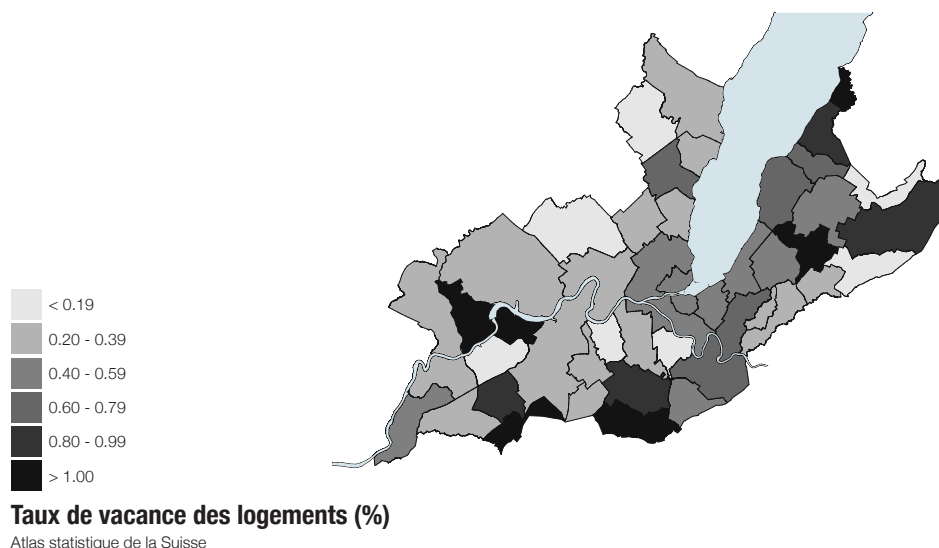 < 0.19
0.20 - 0.39
0.40 - 0.59
0.60 - 0.79
0.80 - 0.99
> 1.00
Taux de vacance des logements (%)
Atlas statistique de la Suisse